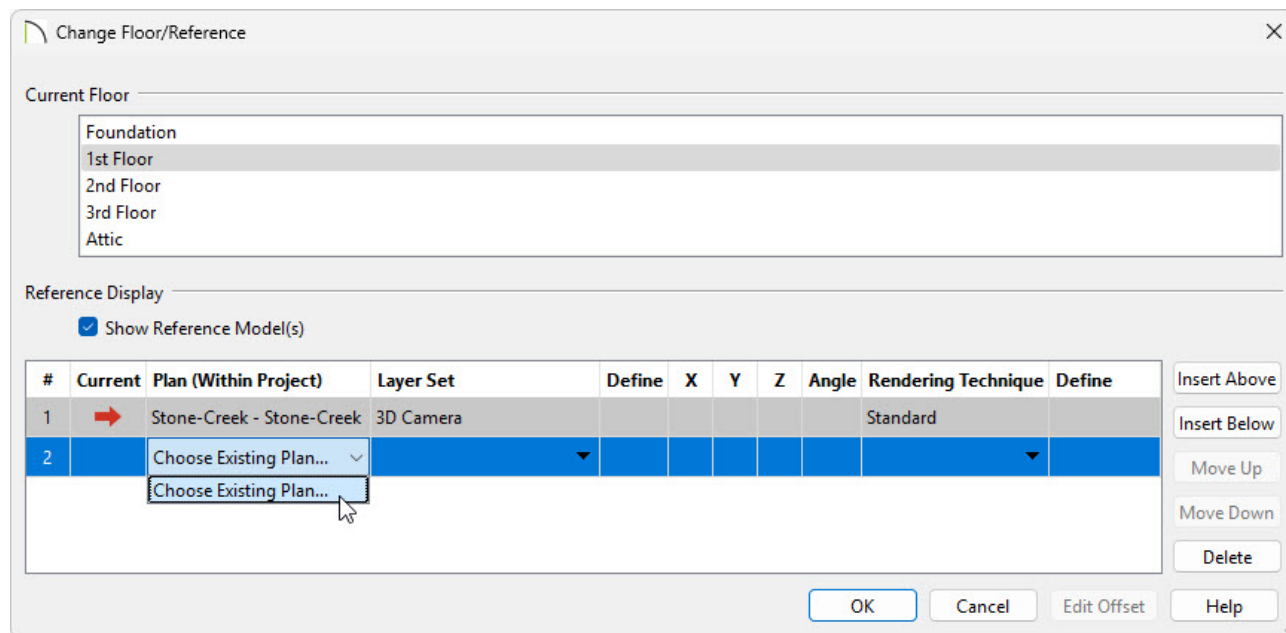 Change Floor/Reference
Current Floor
Foundation
1st Floor
2nd Floor
3rd Floor
Attic
Reference Display
Show Reference Model(s)
# Current Plan (Within Project) Layer Set Define X Y Z Angle Rendering Technique Define
1 Stone-Creek - Stone-Creek 3D Camera Standard
2 Choose Existing Plan...
Choose Existing Plan...
Insert Above
Insert Below
Move Up
Move Down
Delete
OK Cancel Edit Offset Help